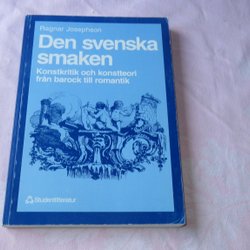 Ragnar Josephson
Den svenska
smaken
Konstkritik och konstteori
från barock till romantik
Studentlitteratur